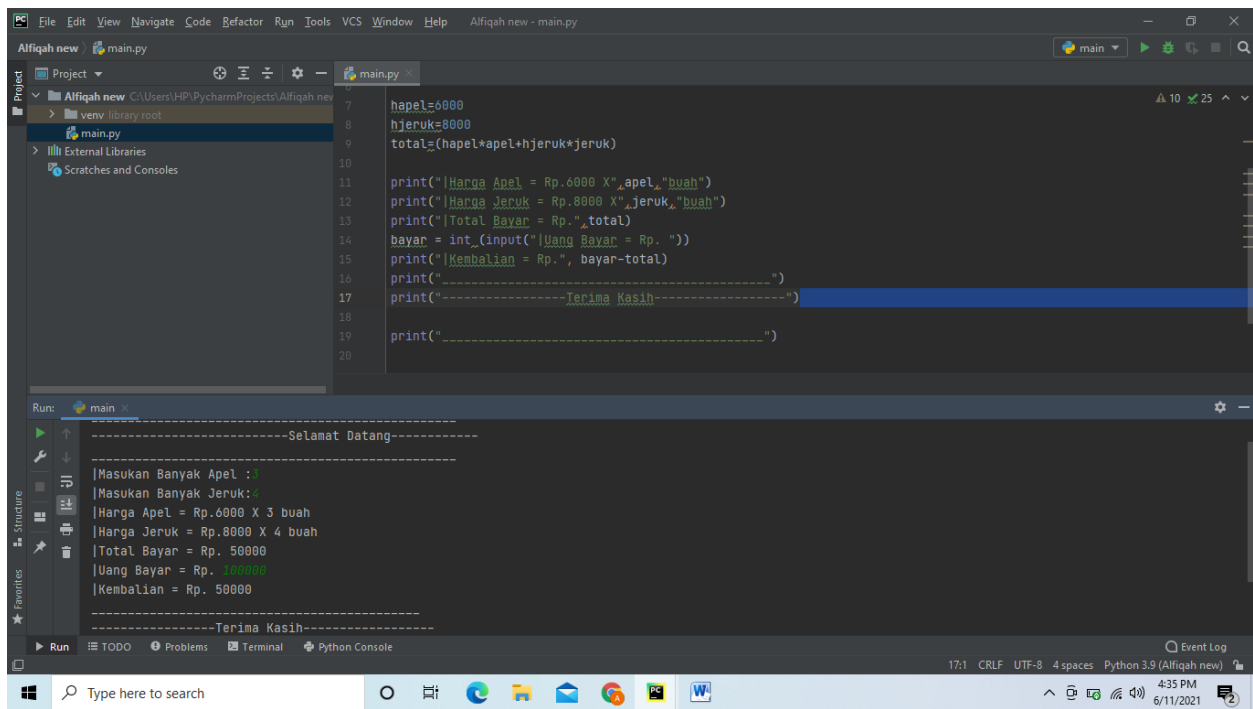 PC File Edit View Navigate Code Refactor Run Tools VCS Window Help Alfiqah new - main.py
Alfiqah new main.py
main
Project
main.py
Alfiqah new C:\Users\HP\PycharmProjects\Alfiqah new
venv library root
main.py
External Libraries
Scratches and Consoles
10 25
7 hapel=6000
8 hjeruk=8000
9 total=(hapel*apel+hjeruk*jeruk)
10
11 print("|Harga Apel = Rp.6000 X",apel,"buah")
12 print("|Harga Jeruk = Rp.8000 X",jeruk,"buah")
13 print("|Total Bayar = Rp.",total)
14 bayar = int (input("|Uang Bayar = Rp. "))
15 print("|Kembalian = Rp.", bayar-total)
16 print("_____________________________________________")
17 print("-----------------Terima Kasih------------------")
18
19 print("____________________________________________")
20
Project
Structure
Favorites
Run: main
---------------------------Selamat Datang------------
__________________________________________________
|Masukan Banyak Apel :3
|Masukan Banyak Jeruk:4
|Harga Apel = Rp.6000 X 3 buah
|Harga Jeruk = Rp.8000 X 4 buah
|Total Bayar = Rp. 50000
|Uang Bayar = Rp. 100000
|Kembalian = Rp. 50000
_____________________________________________
-----------------Terima Kasih------------------
Run TODO Problems Terminal Python Console Event Log
17:1 CRLF UTF-8 4 spaces Python 3.9 (Alfiqah new)
Type here to search
4:35 PM
6/11/2021
2